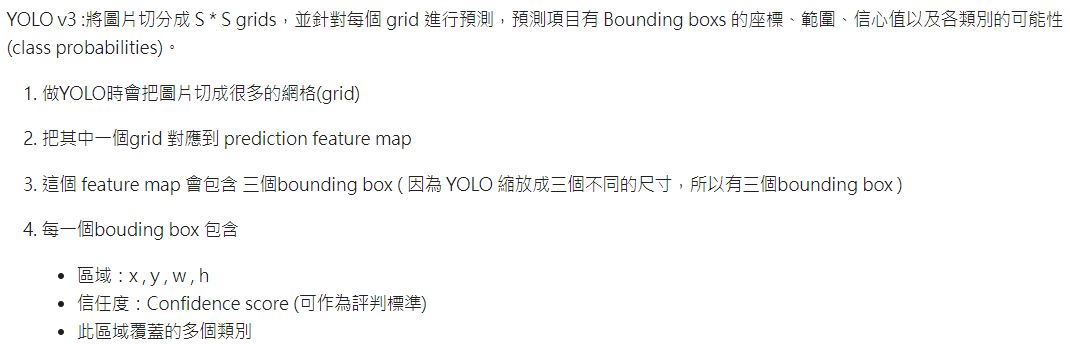 YOLO v3 :將圖片切分成 S * S grids，並針對每個 grid 進行預測，預測項目有 Bounding boxs 的座標、範圍、信心值以及各類別的可能性
(class probabilities)。
1. 做YOLO時會把圖片切成很多的網格(grid)
2. 把其中一個grid 對應到 prediction feature map
3. 這個 feature map 會包含 三個bounding box ( 因為 YOLO 縮放成三個不同的尺寸，所以有三個bounding box )
4. 每一個bouding box 包含
• 區域：x , y , w , h
• 信任度：Confidence score (可作為評判標準)
• 此區域覆蓋的多個類別